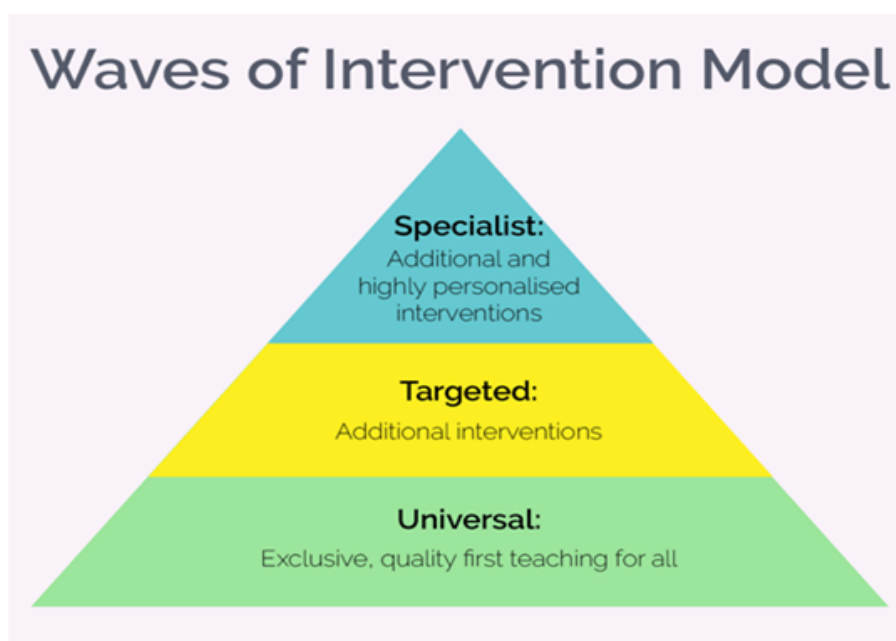 Waves of Intervention Model
Specialist:
Additional and
highly personalised
interventions
Targeted:
Additional interventions
Universal:
Exclusive, quality first teaching for all